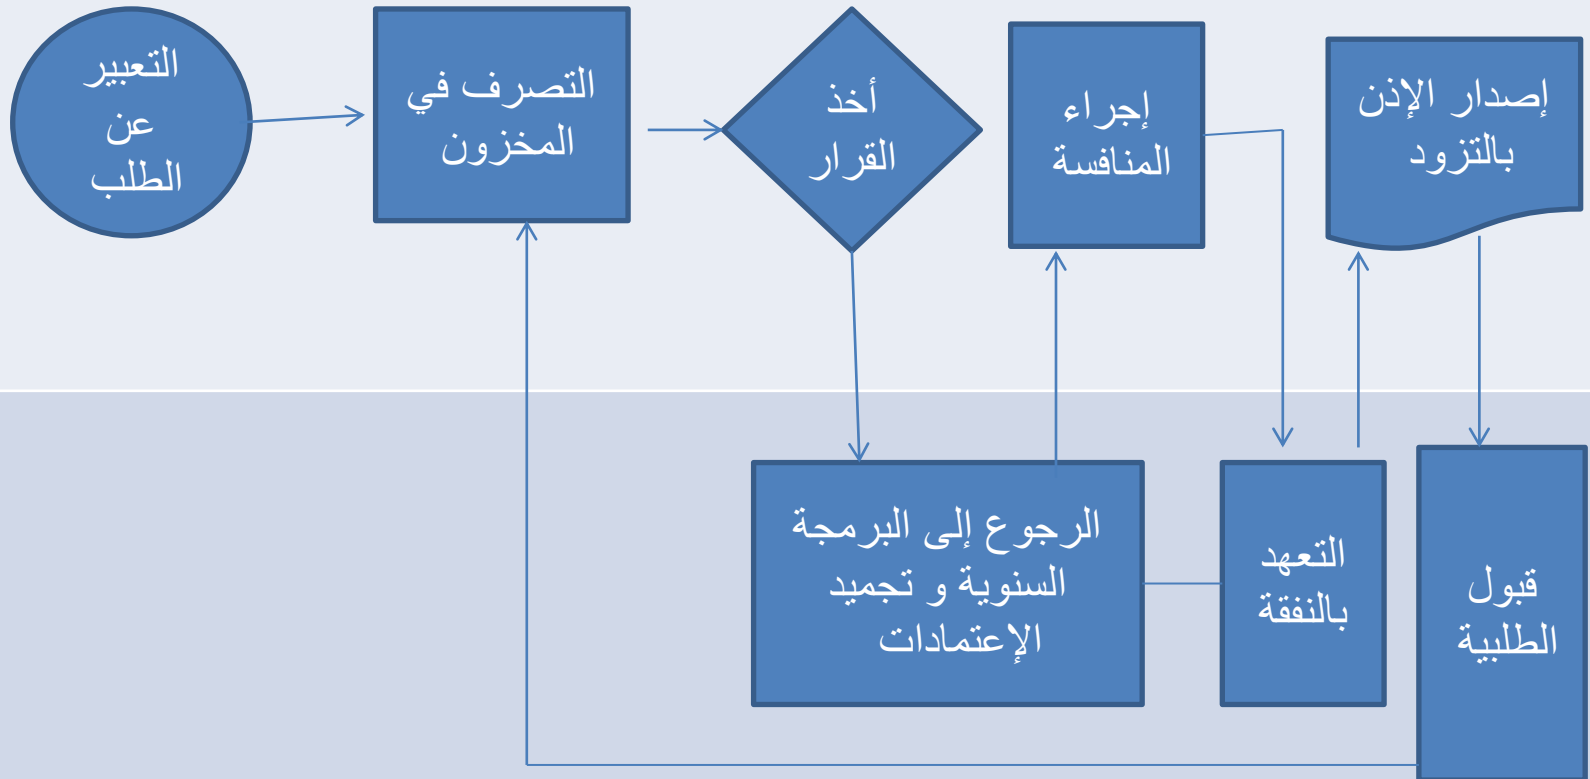 التعبير
عن
الطلب
التصرف في
المخزون
أخذ
القرار
إجراء
المنافسة
إصدار الإذن
بالتزود
الرجوع إلى البرمجة
السنوية و تجميد
الإعتمادات
التعهد
بالنفقة
قبول
الطلبية